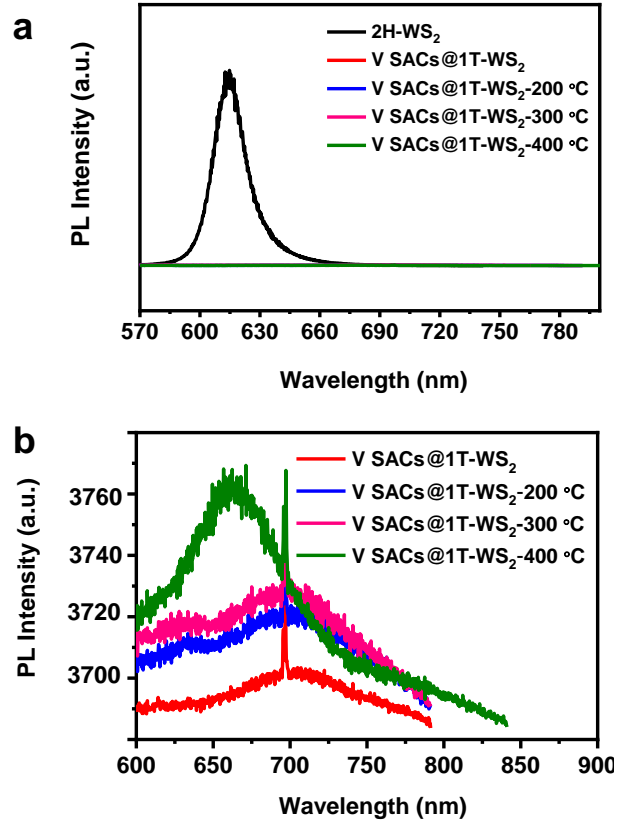 a
2H-WS₂
V SACs@1T-WS₂
V SACs@1T-WS₂-200 °C
V SACs@1T-WS₂-300 °C
V SACs@1T-WS₂-400 °C
PL Intensity (a.u.)
570 600 630 660 690 720 750 780
Wavelength (nm)
b
V SACs@1T-WS₂
V SACs@1T-WS₂-200 °C
V SACs@1T-WS₂-300 °C
V SACs@1T-WS₂-400 °C
PL Intensity (a.u.)
3760
3740
3720
3700
600 650 700 750 800 850 900
Wavelength (nm)